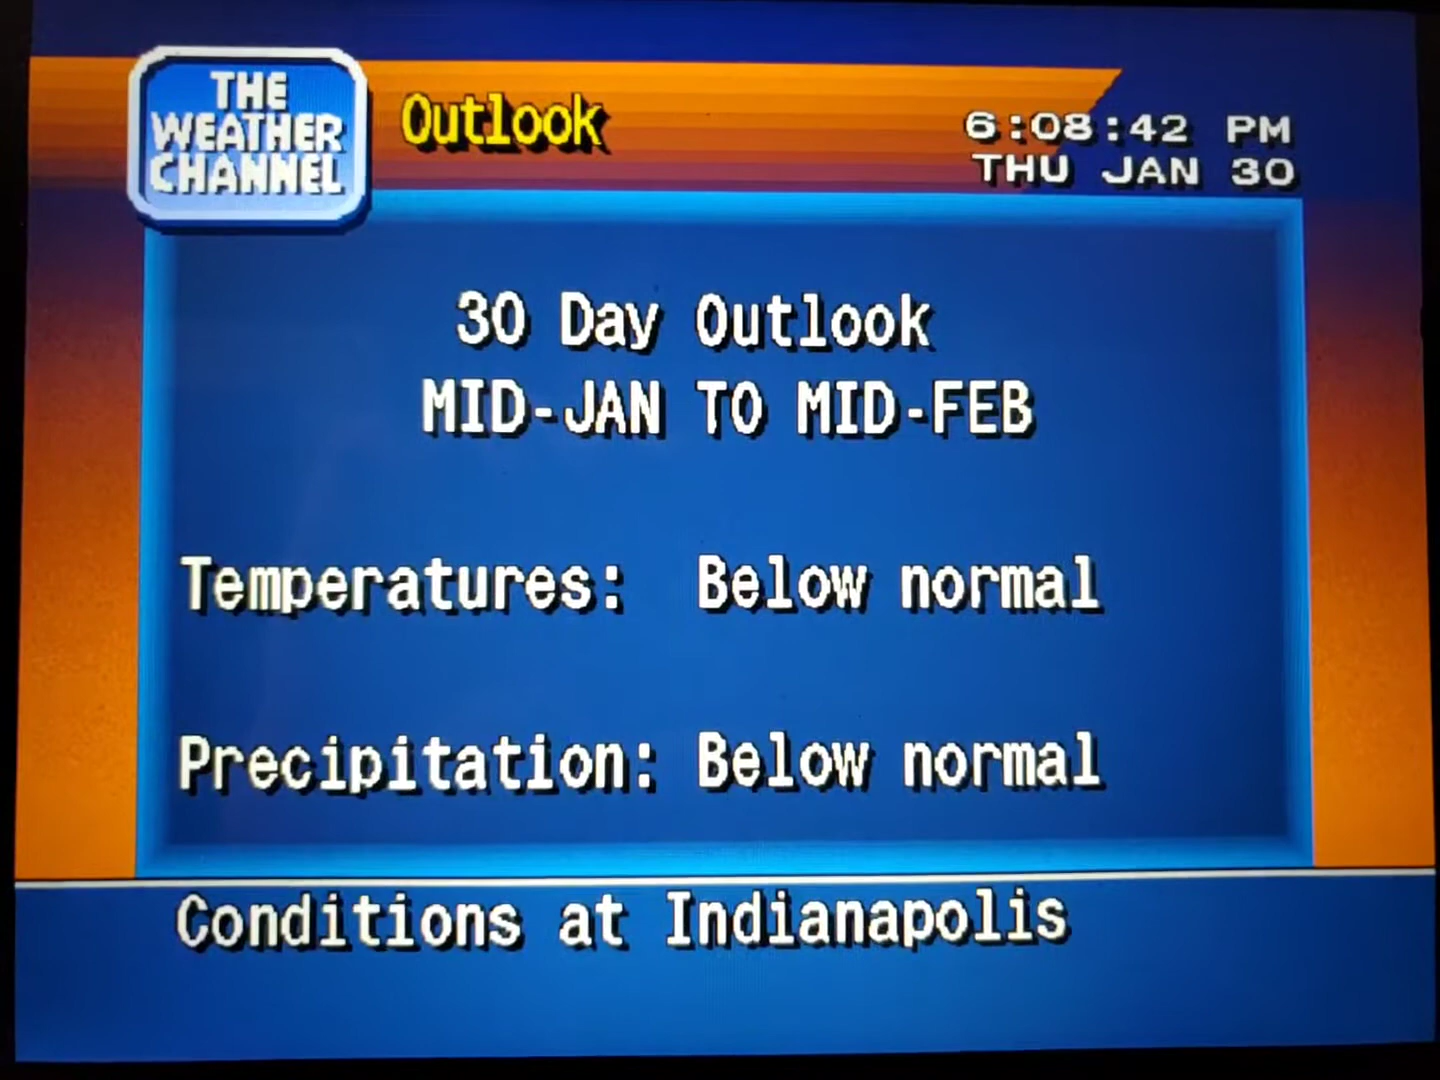 THE
WEATHER
CHANNEL
Outlook
6:08:42 PM
THU JAN 30
30 Day Outlook
MID-JAN TO MID-FEB
Temperatures: Below normal
Precipitation: Below normal
Conditions at Indianapolis